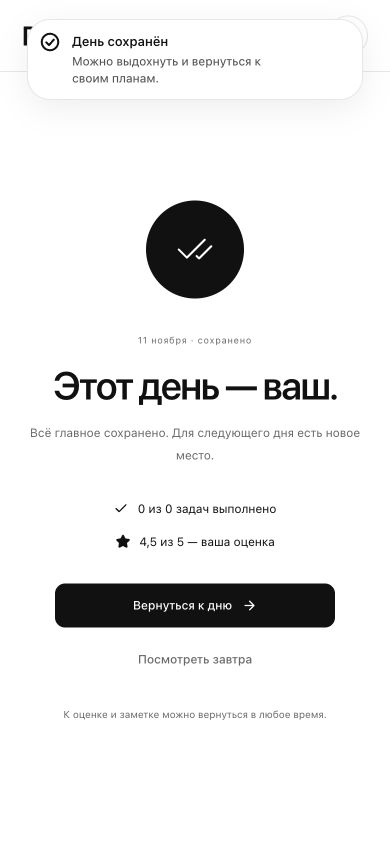 День сохранён
Можно выдохнуть и вернуться к
своим планам.
11 ноября · сохранено
Этот день — ваш.
Всё главное сохранено. Для следующего дня есть новое
место.
0 из 0 задач выполнено
4,5 из 5 — ваша оценка
Вернуться к дню
Посмотреть завтра
К оценке и заметке можно вернуться в любое время.